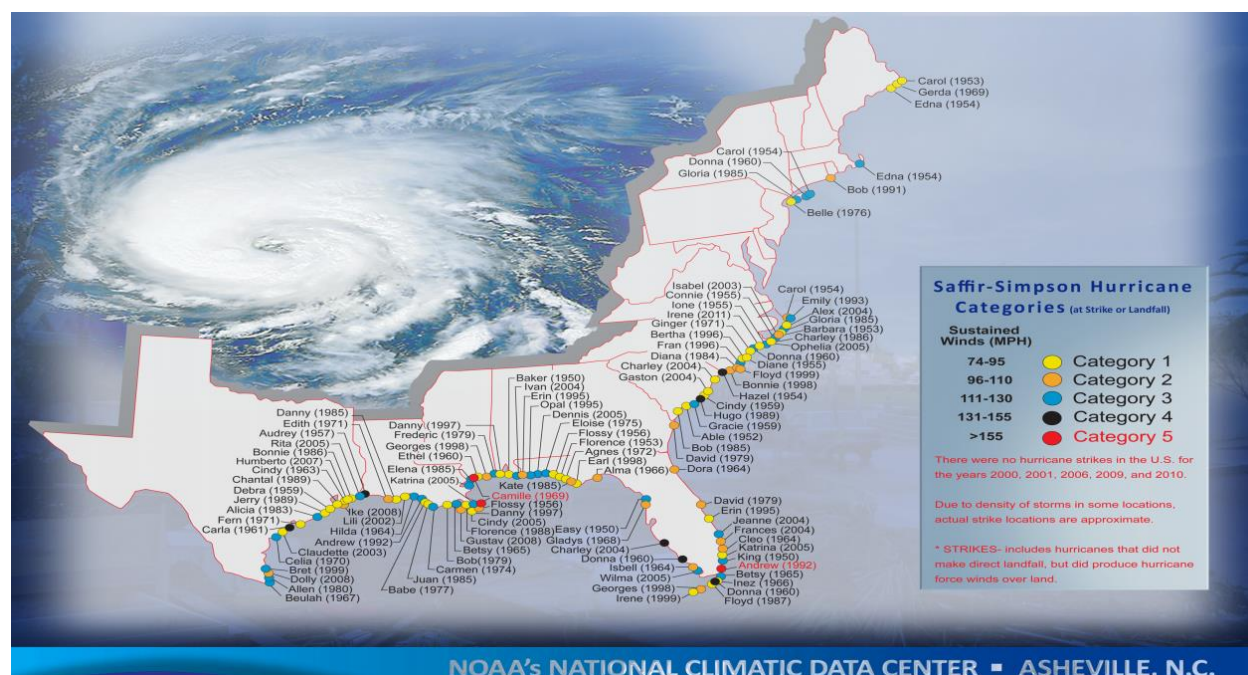 Carol (1953)
Gerda (1969)
Edna (1954)
Carol (1954)
Donna (1960)
Gloria (1985)
Edna (1954)
Bob (1991)
Belle (1976)
Isabel (2003)
Connie (1955)
Ione (1955)
Irene (2011)
Ginger (1971)
Bertha (1996)
Fran (1996)
Diana (1984)
Charley (2004)
Gaston (2004)
Carol (1954)
Emily (1993)
Alex (2004)
Gloria (1985)
Barbara (1953)
Charley (1986)
Ophelia (2005)
Donna (1960)
Diane (1955)
Floyd (1999)
Bonnie (1998)
Hazel (1954)
Cindy (1959)
Hugo (1989)
Gracie (1959)
Able (1952)
Bob (1985)
David (1979)
Dora (1964)
Baker (1950)
Ivan (2004)
Erin (1995)
Opal (1995)
Dennis (2005)
Eloise (1975)
Flossy (1956)
Florence (1953)
Agnes (1972)
Earl (1998)
Alma (1966)
Danny (1997)
Frederic (1979)
Georges (1998)
Ethel (1960)
Elena (1985)
Katrina (2005)
Kate (1985)
Camille (1969)
Flossy (1956)
Danny (1997)
Cindy (2005)
Florence (1988)
Gustav (2008)
Betsy (1965)
Bob(1979)
Carmen (1974)
Juan (1985)
Babe (1977)
Danny (1985)
Edith (1971)
Audrey (1957)
Rita (2005)
Bonnie (1986)
Humberto (2007)
Cindy (1963)
Chantal (1989)
Debra (1959)
Jerry (1989)
Alicia (1983)
Fern (1971)
Carla (1961)
Ike (2008)
Lili (2002)
Hilda (1964)
Andrew (1992)
Claudette (2003)
Celia (1970)
Bret (1999)
Dolly (2008)
Allen (1980)
Beulah (1967)
Easy (1950)
Gladys (1968)
Charley (2004)
Donna (1960)
Isbell (1964)
Wilma (2005)
Georges (1998)
Irene (1999)
David (1979)
Erin (1995)
Jeanne (2004)
Frances (2004)
Cleo (1964)
Katrina (2005)
King (1950)
Andrew (1992)
Betsy (1965)
Inez (1966)
Donna (1960)
Floyd (1987)
Saffir-Simpson Hurricane
Categories (at Strike or Landfall)
Sustained
Winds (MPH)
74-95 Category 1
96-110 Category 2
111-130 Category 3
131-155 Category 4
>155 Category 5
There were no hurricane strikes in the U.S. for
the years 2000, 2001, 2006, 2009, and 2010.
Due to density of storms in some locations,
actual strike locations are approximate.
* STRIKES- includes hurricanes that did not
make direct landfall, but did produce hurricane
force winds over land.
NOAA's NATIONAL CLIMATIC DATA CENTER ▪ ASHEVILLE, N.C.